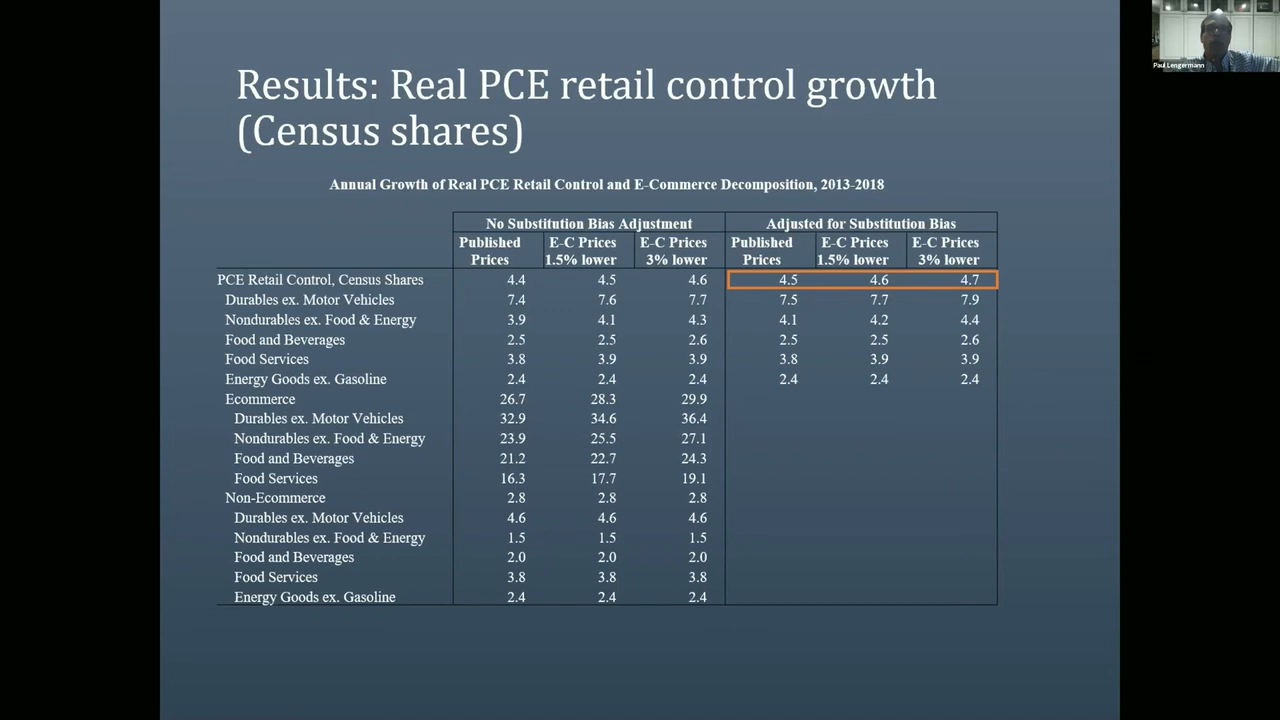 Paul Lengermann
Results: Real PCE retail control growth
(Census shares)
Annual Growth of Real PCE Retail Control and E-Commerce Decomposition, 2013-2018
No Substitution Bias Adjustment Adjusted for Substitution Bias
Published E-C Prices E-C Prices Published E-C Prices E-C Prices
Prices 1.5% lower 3% lower Prices 1.5% lower 3% lower
PCE Retail Control, Census Shares 4.4 4.5 4.6 4.5 4.6 4.7
Durables ex. Motor Vehicles 7.4 7.6 7.7 7.5 7.7 7.9
Nondurables ex. Food & Energy 3.9 4.1 4.3 4.1 4.2 4.4
Food and Beverages 2.5 2.5 2.6 2.5 2.5 2.6
Food Services 3.8 3.9 3.9 3.8 3.9 3.9
Energy Goods ex. Gasoline 2.4 2.4 2.4 2.4 2.4 2.4
Ecommerce 26.7 28.3 29.9
Durables ex. Motor Vehicles 32.9 34.6 36.4
Nondurables ex. Food & Energy 23.9 25.5 27.1
Food and Beverages 21.2 22.7 24.3
Food Services 16.3 17.7 19.1
Non-Ecommerce 2.8 2.8 2.8
Durables ex. Motor Vehicles 4.6 4.6 4.6
Nondurables ex. Food & Energy 1.5 1.5 1.5
Food and Beverages 2.0 2.0 2.0
Food Services 3.8 3.8 3.8
Energy Goods ex. Gasoline 2.4 2.4 2.4